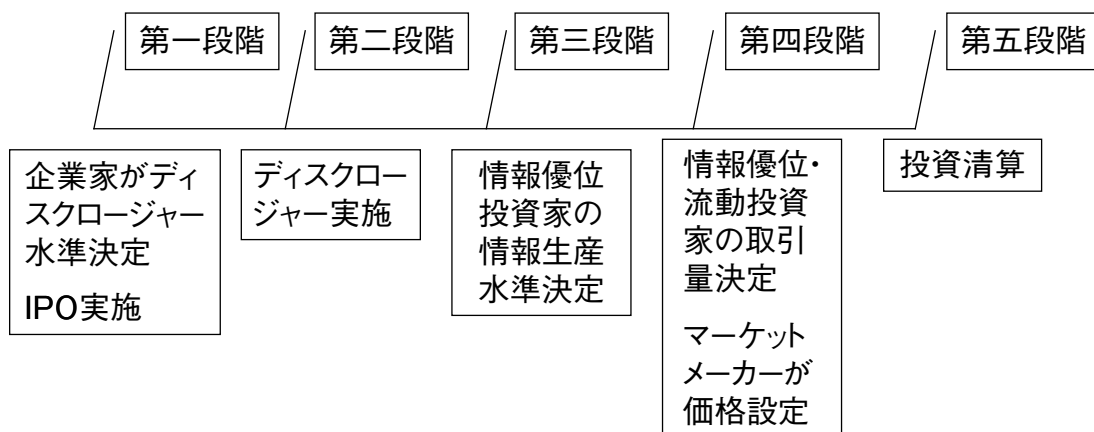 第一段階
第二段階
第三段階
第四段階
第五段階
企業家がディ
スクロージャー
水準決定
IPO実施
ディスクロー
ジャー実施
情報優位
投資家の
情報生産
水準決定
情報優位・
流動投資
家の取引
量決定
マーケット
メーカーが
価格設定
投資清算